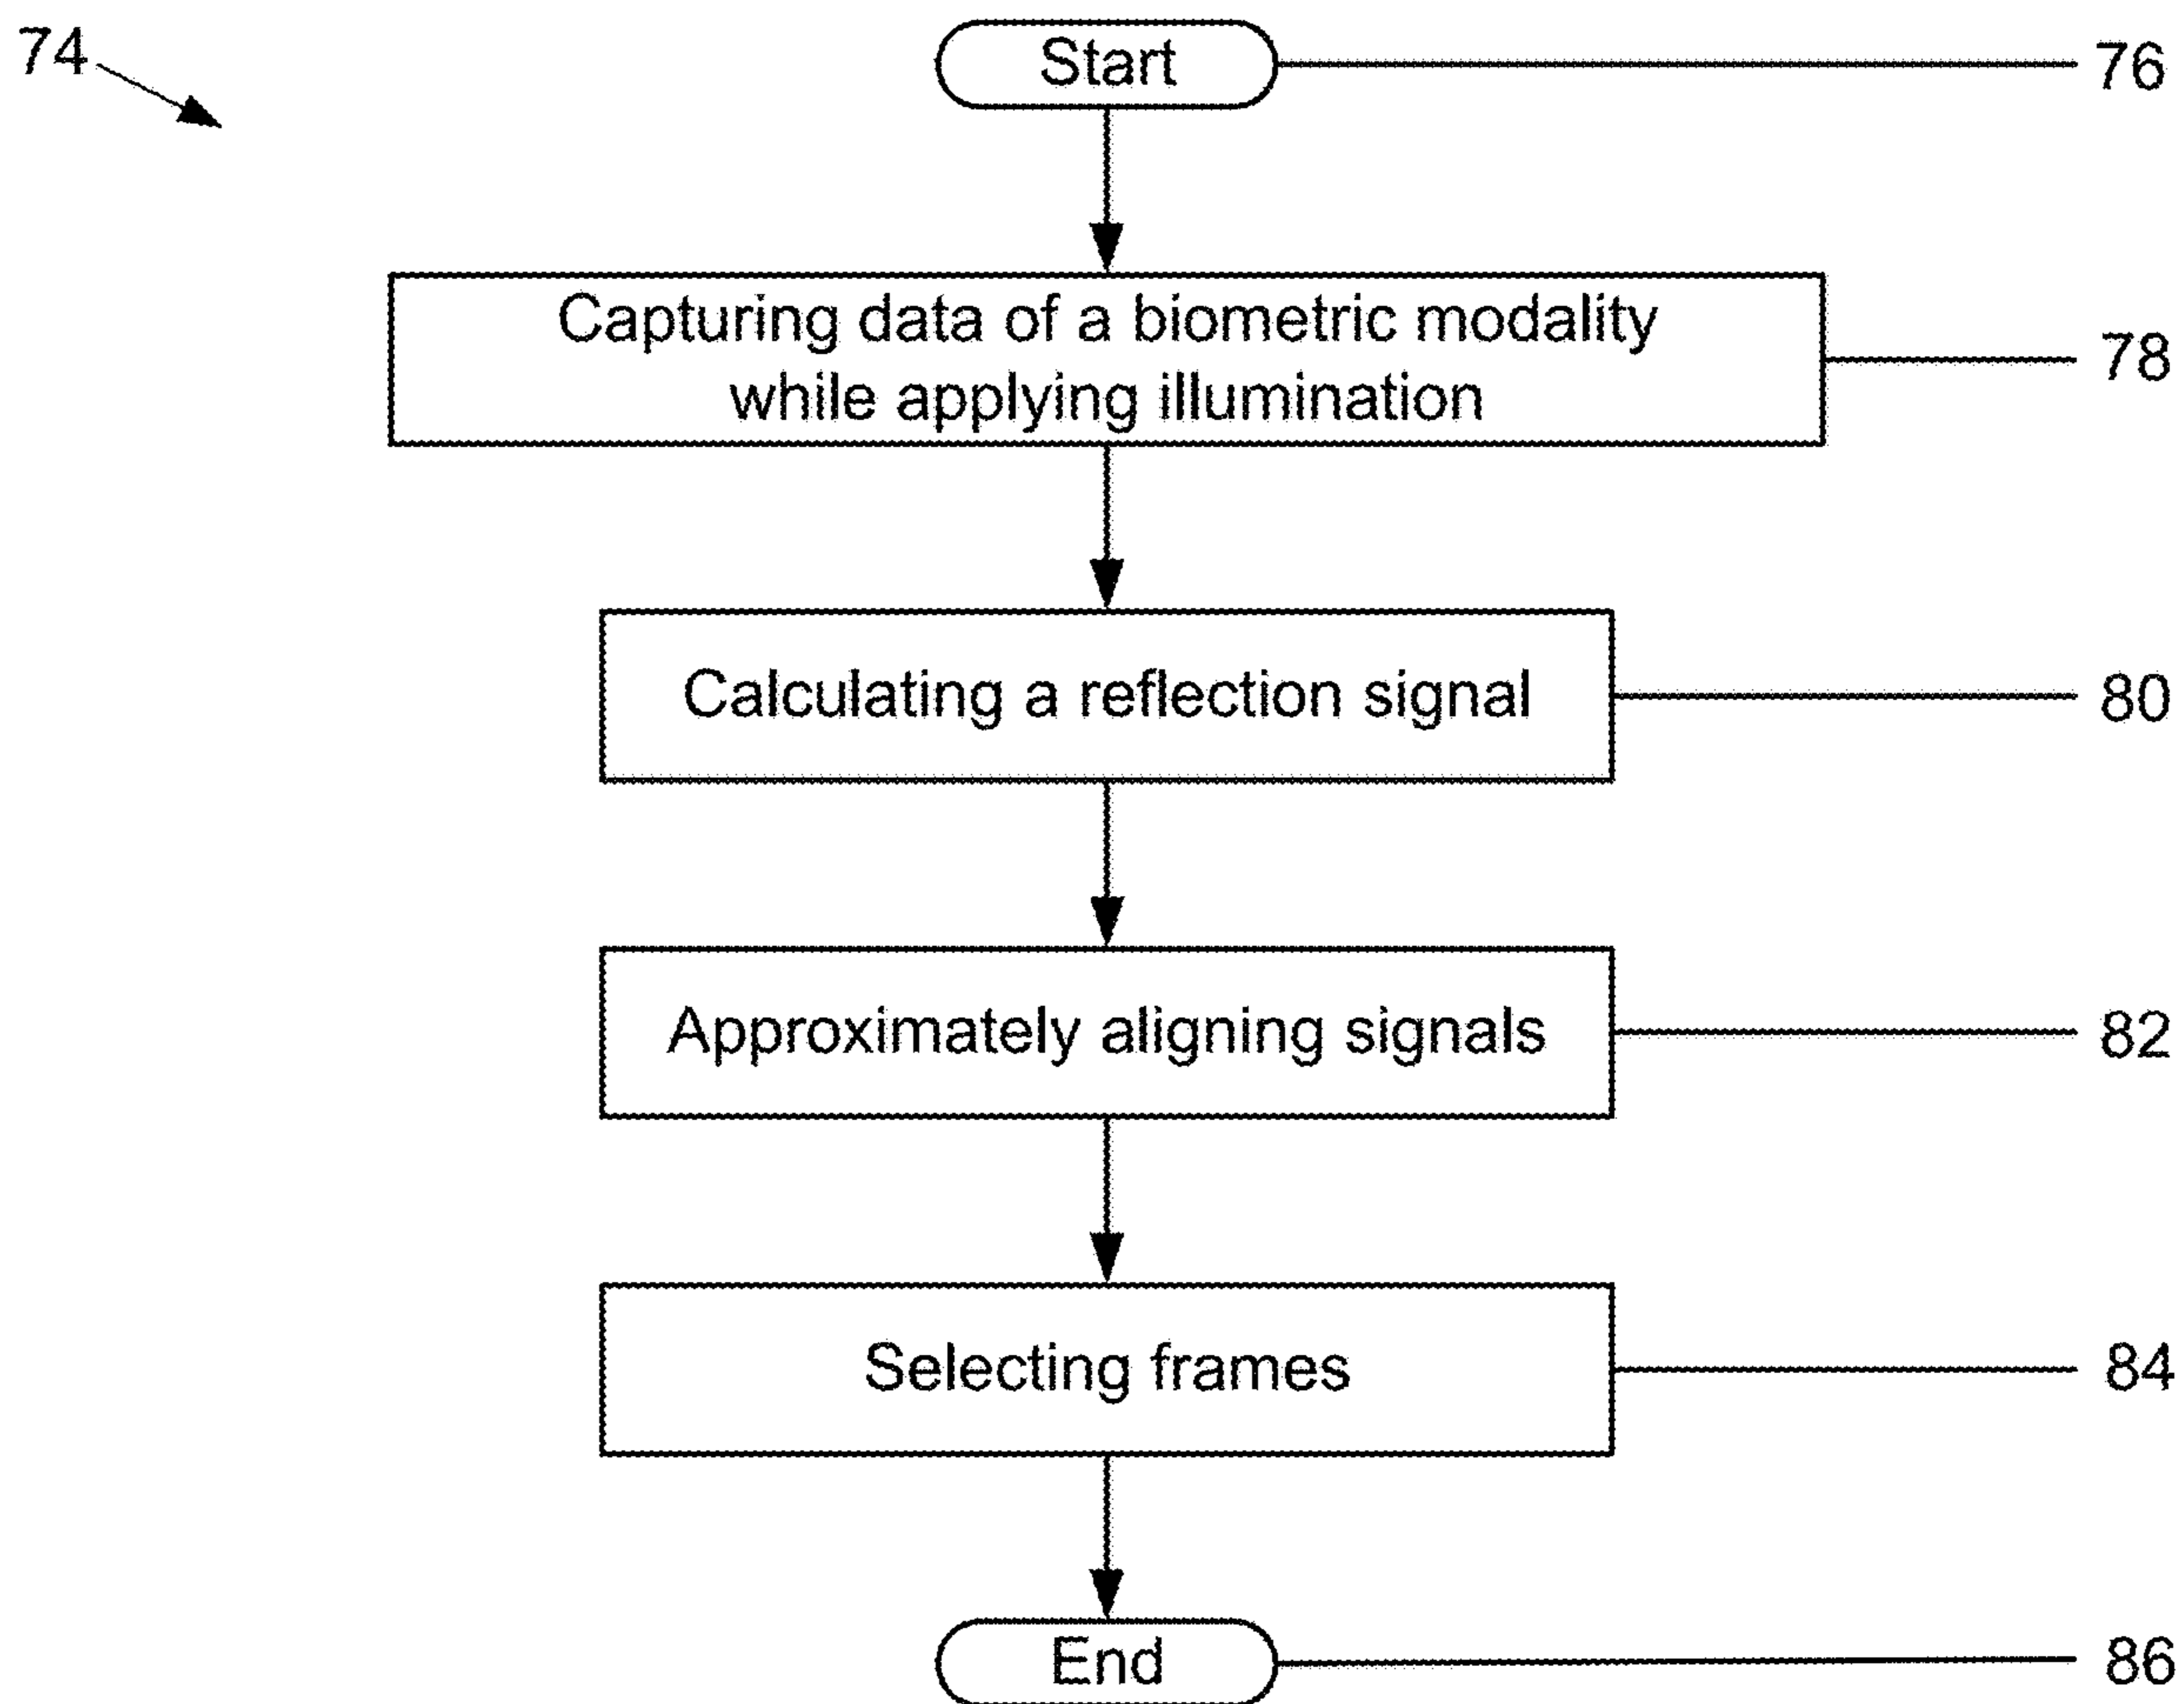 74
Start
76
Capturing data of a biometric modality
while applying illumination
78
Calculating a reflection signal
80
Approximately aligning signals
82
Selecting frames
84
End
86